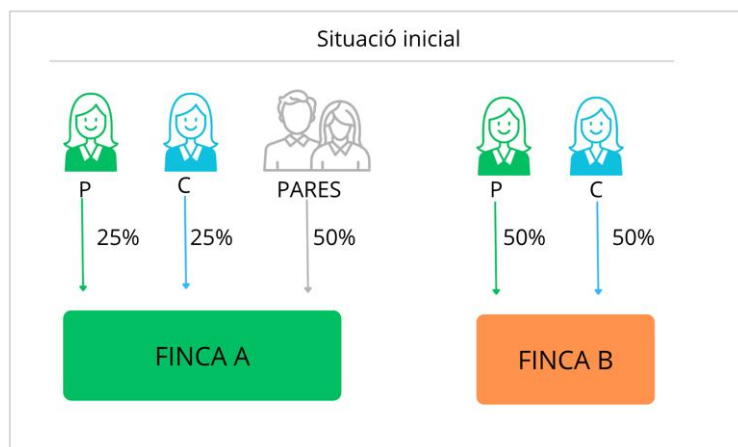 Situació inicial
P
C
PARES
P
C
25%
25%
50%
50%
50%
FINCA A
FINCA B